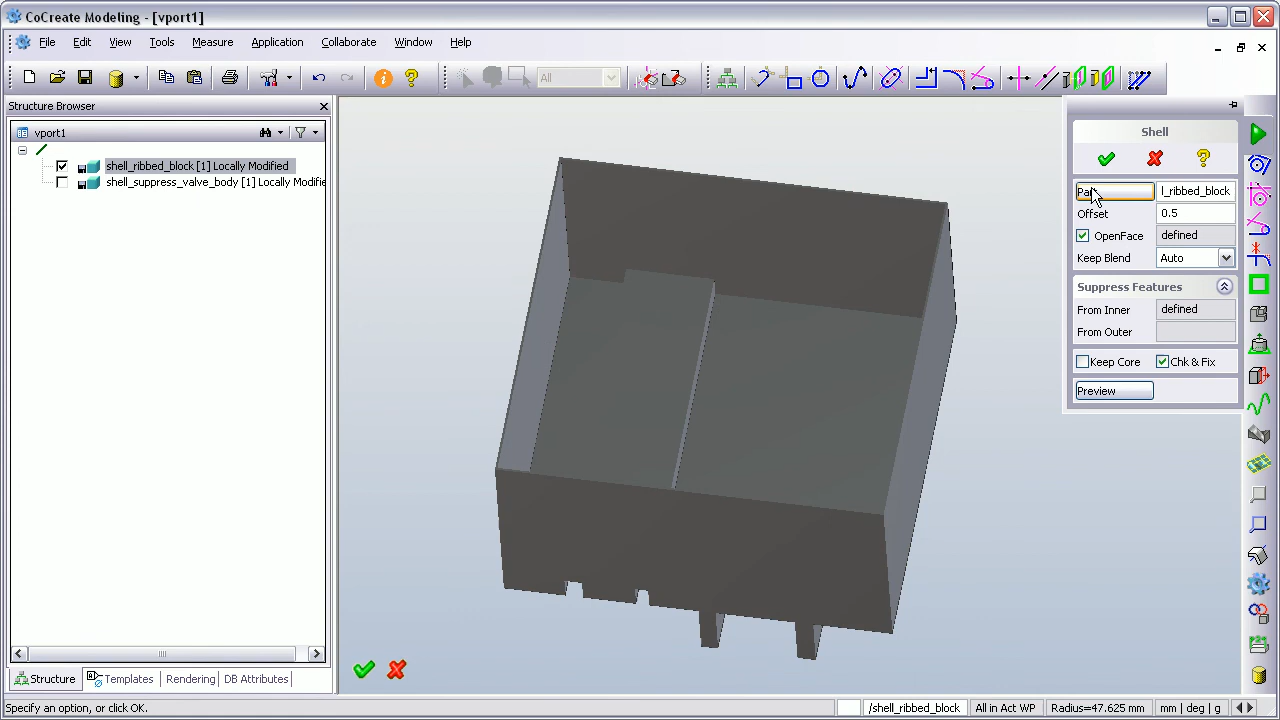 CoCreate Modeling - [vport1]
File Edit View Tools Measure Application Collaborate Window Help
All
Structure Browser
vport1
shell_ribbed_block [1] Locally Modified
shell_suppress_valve_body [1] Locally Modifie
Structure Templates Rendering DB Attributes
Shell
Part l_ribbed_block
Offset 0.5
OpenFace defined
Keep Blend Auto
Suppress Features
From Inner defined
From Outer
Keep Core Chk & Fix
Preview
Specify an option, or click OK. /shell_ribbed_block All in Act WP Radius=47.625 mm mm | deg | g